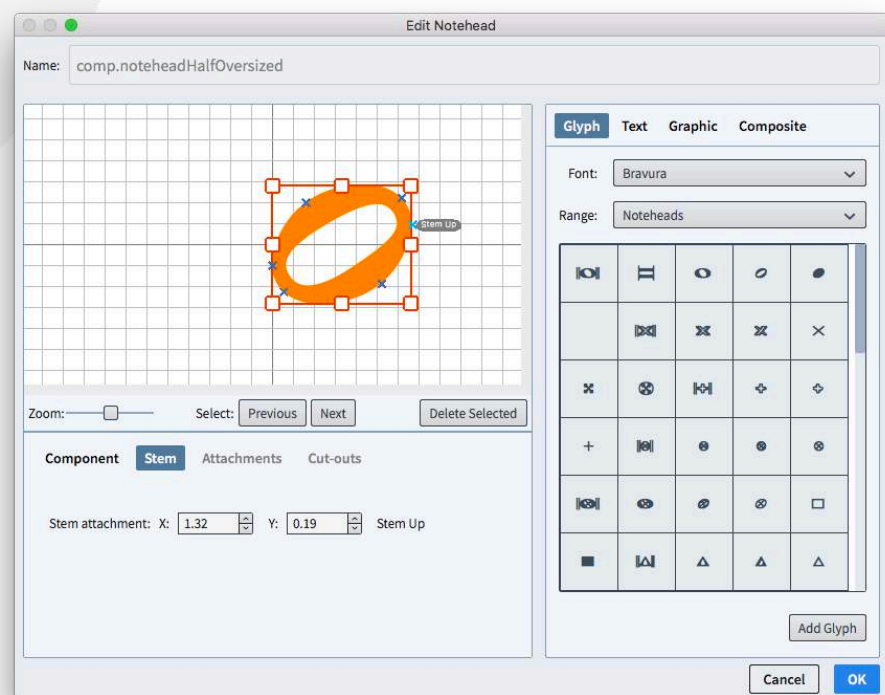 Edit Notehead
Name: comp.noteheadHalfOversized
Stem Up
Zoom: Select: Previous Next Delete Selected
Component Stem Attachments Cut-outs
Stem attachment: X: 1.32 Y: 0.19 Stem Up
Glyph Text Graphic Composite
Font: Bravura
Range: Noteheads
Add Glyph
Cancel OK